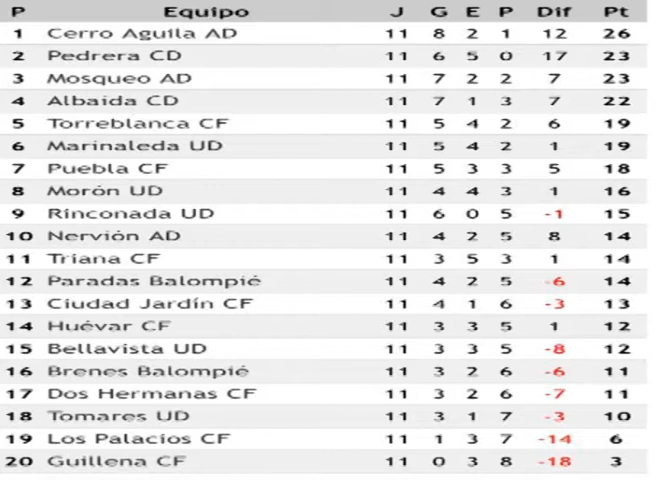 P Equipo J G E P Dif Pt
1 Cerro Aguila AD 11 8 2 1 12 26
2 Pedrera CD 11 6 5 0 17 23
3 Mosqueo AD 11 7 2 2 7 23
4 Albaida CD 11 7 1 3 7 22
5 Torreblanca CF 11 5 4 2 6 19
6 Marinaleda UD 11 5 4 2 1 19
7 Puebla CF 11 5 3 3 5 18
8 Morón UD 11 4 4 3 1 16
9 Rinconada UD 11 6 0 5 -1 15
10 Nervión AD 11 4 2 5 8 14
11 Triana CF 11 3 5 3 1 14
12 Paradas Balompié 11 4 2 5 -6 14
13 Ciudad Jardín CF 11 4 1 6 -3 13
14 Huévar CF 11 3 3 5 1 12
15 Bellavista UD 11 3 3 5 -8 12
16 Brenes Balompié 11 3 2 6 -6 11
17 Dos Hermanas CF 11 3 2 6 -7 11
18 Tomares UD 11 3 1 7 -3 10
19 Los Palacios CF 11 1 3 7 -14 6
20 Guillena CF 11 0 3 8 -18 3